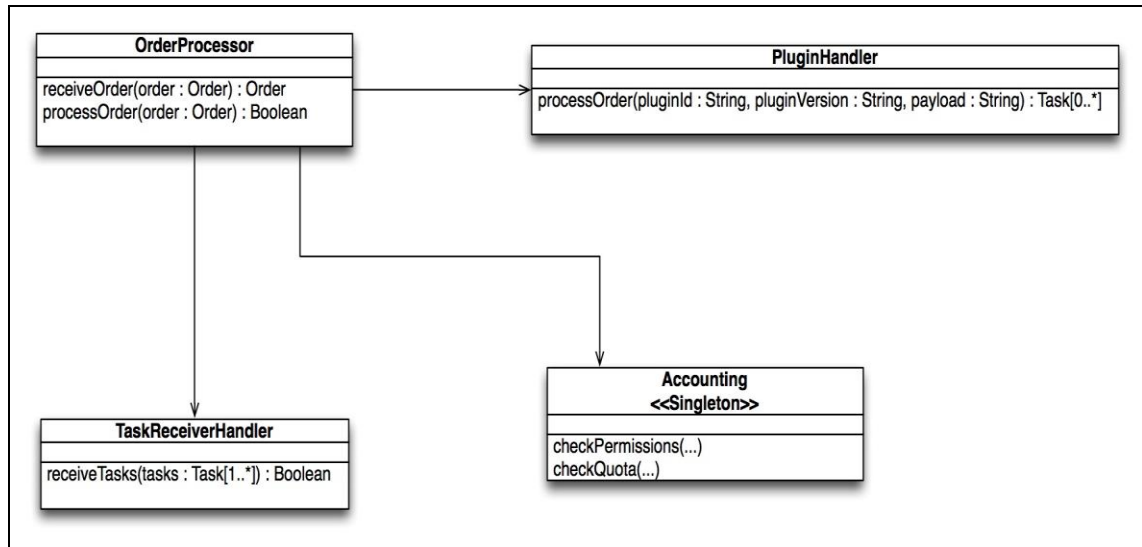 OrderProcessor
receiveOrder(order : Order) : Order
processOrder(order : Order) : Boolean
PluginHandler
processOrder(pluginId : String, pluginVersion : String, payload : String) : Task[0..*]
TaskReceiverHandler
receiveTasks(tasks : Task[1..*]) : Boolean
Accounting
<<Singleton>>
checkPermissions(...)
checkQuota(...)